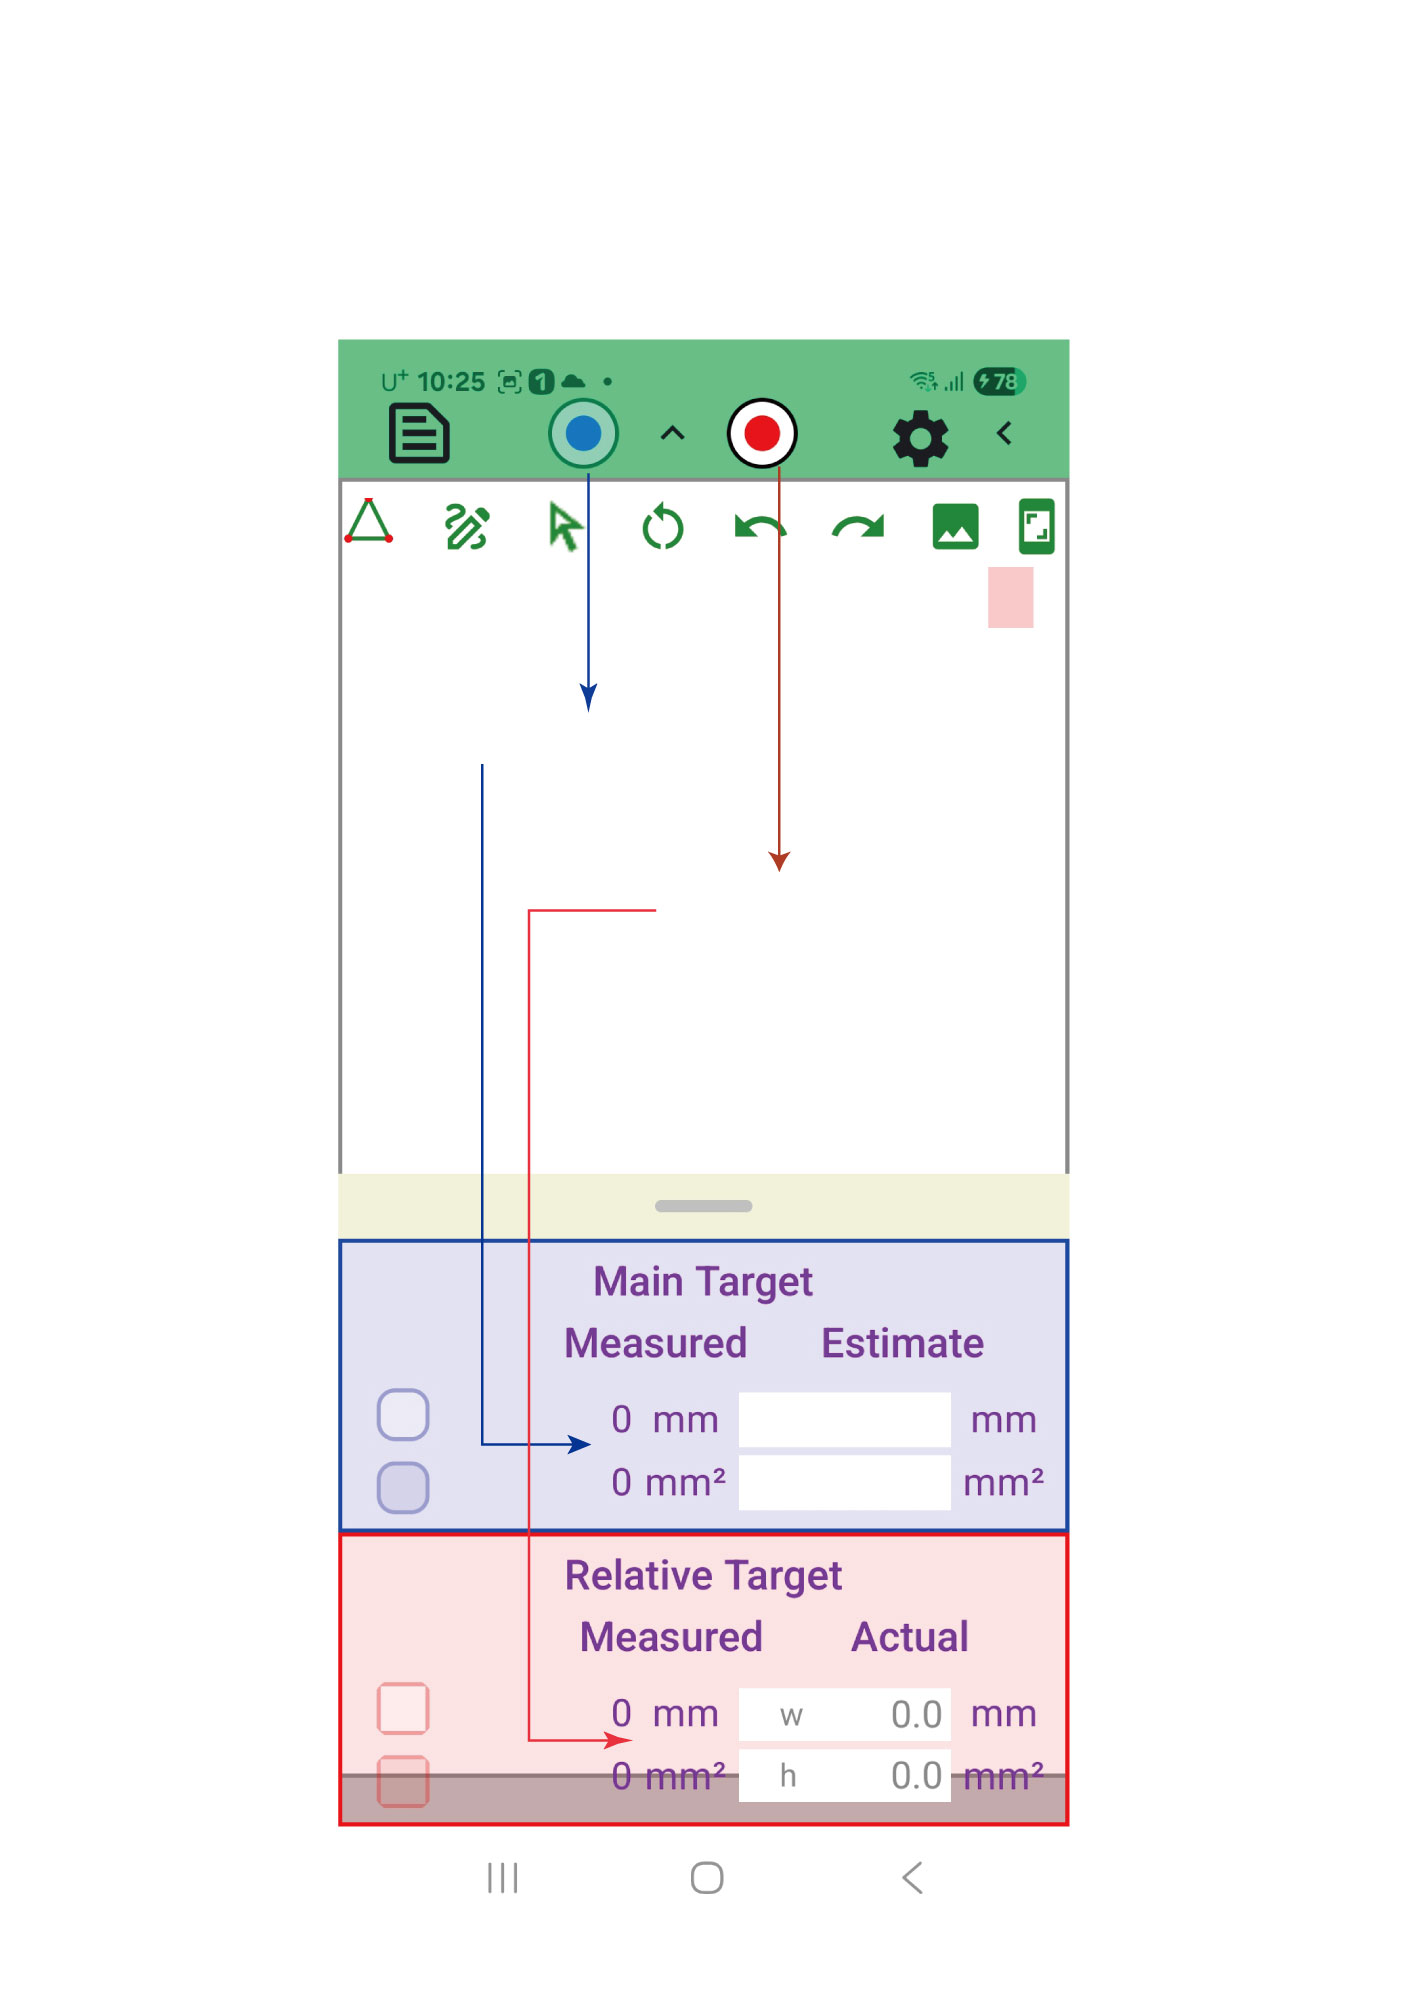 U+ 10:25 1 5 78
Main Target
Measured Estimate
0 mm mm
0 mm² mm²
Relative Target
Measured Actual
0 mm w 0.0 mm
0 mm² h 0.0 mm²